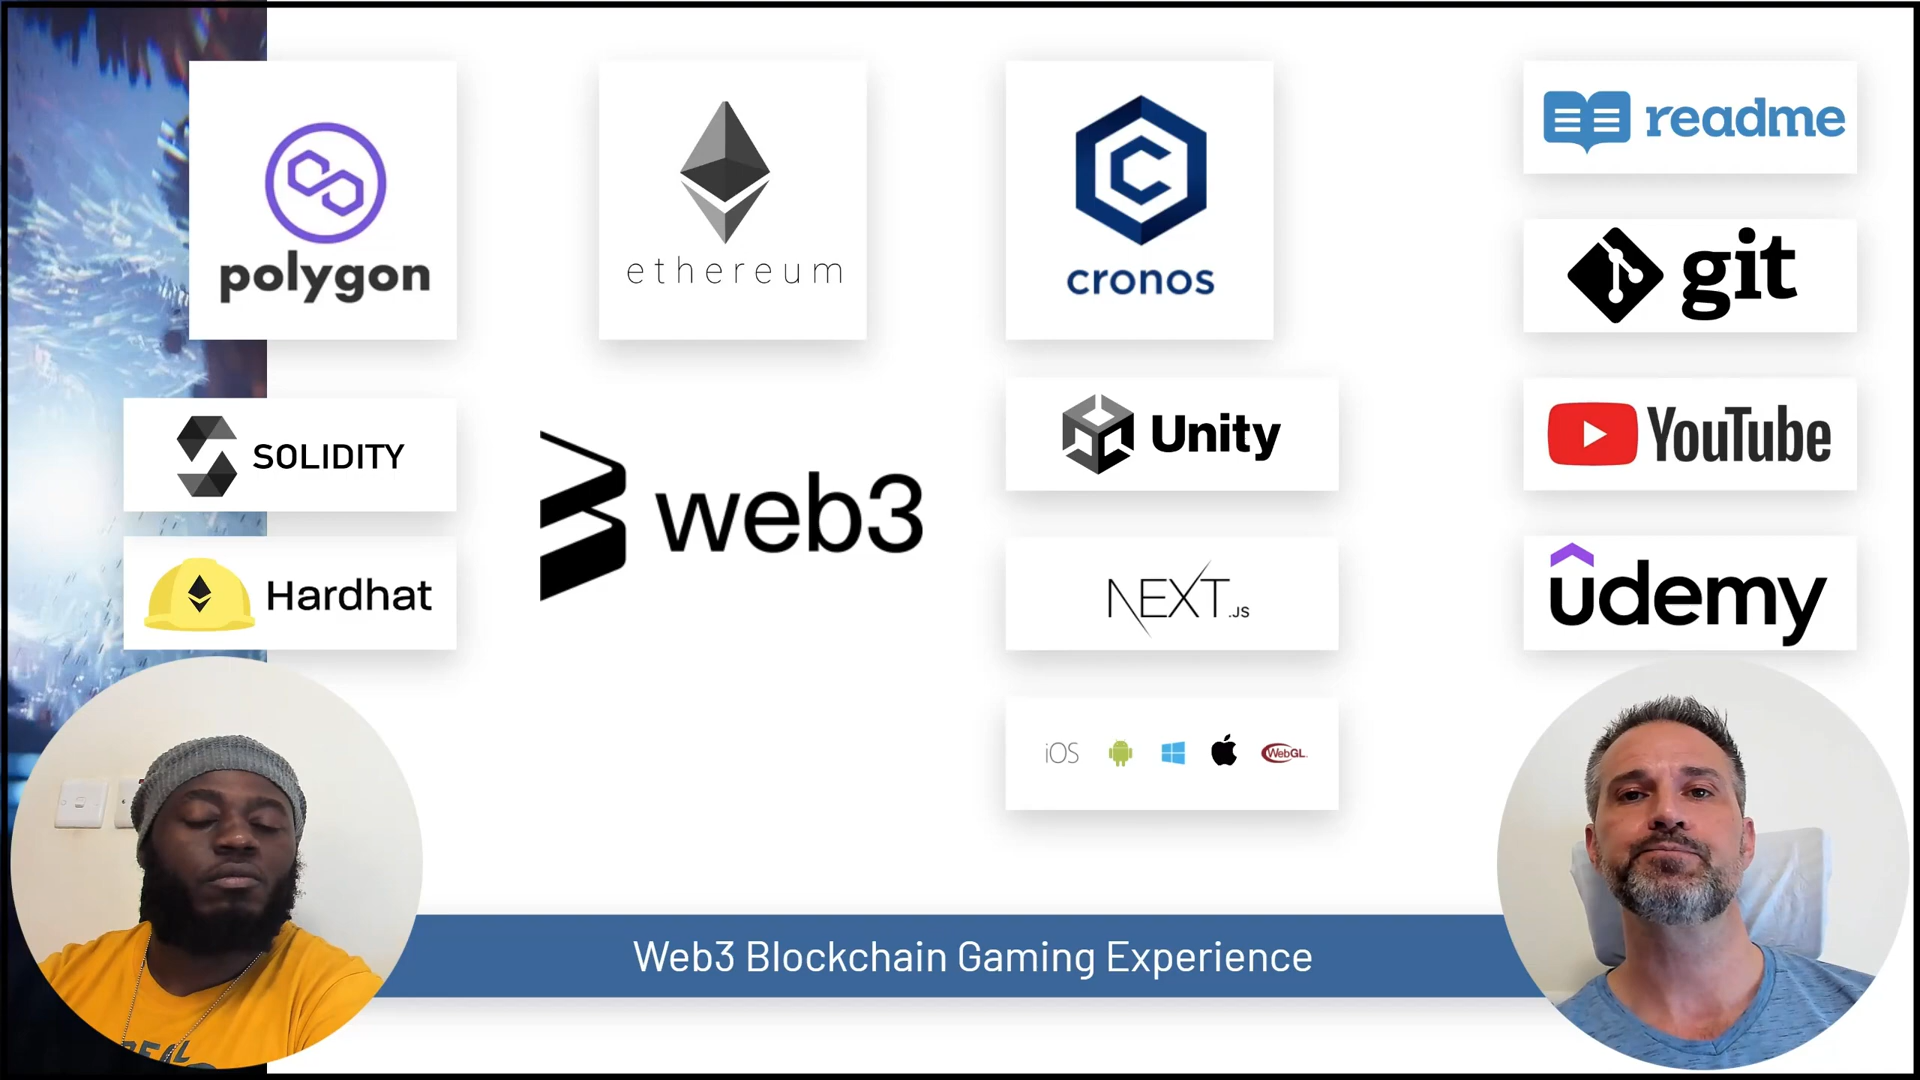 polygon
ethereum
cronos
readme
git
SOLIDITY
web3
Unity
YouTube
Hardhat
NEXT.JS
udemy
iOS
WebGL
Web3 Blockchain Gaming Experience
REAL